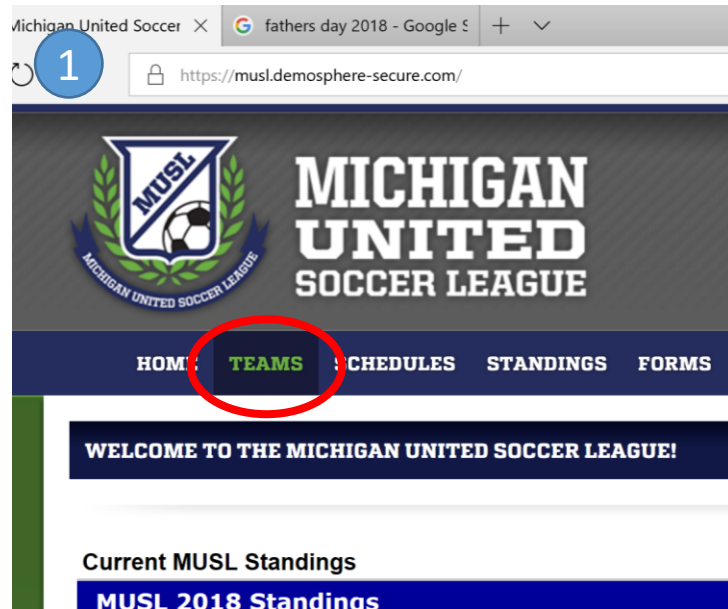 Michigan United Soccer
fathers day 2018 - Google S
1
https://musl.demosphere-secure.com/
MUSL
MICHIGAN UNITED SOCCER LEAGUE
MICHIGAN
UNITED
SOCCER LEAGUE
HOME TEAMS SCHEDULES STANDINGS FORMS
WELCOME TO THE MICHIGAN UNITED SOCCER LEAGUE!
Current MUSL Standings
MUSL 2018 Standings